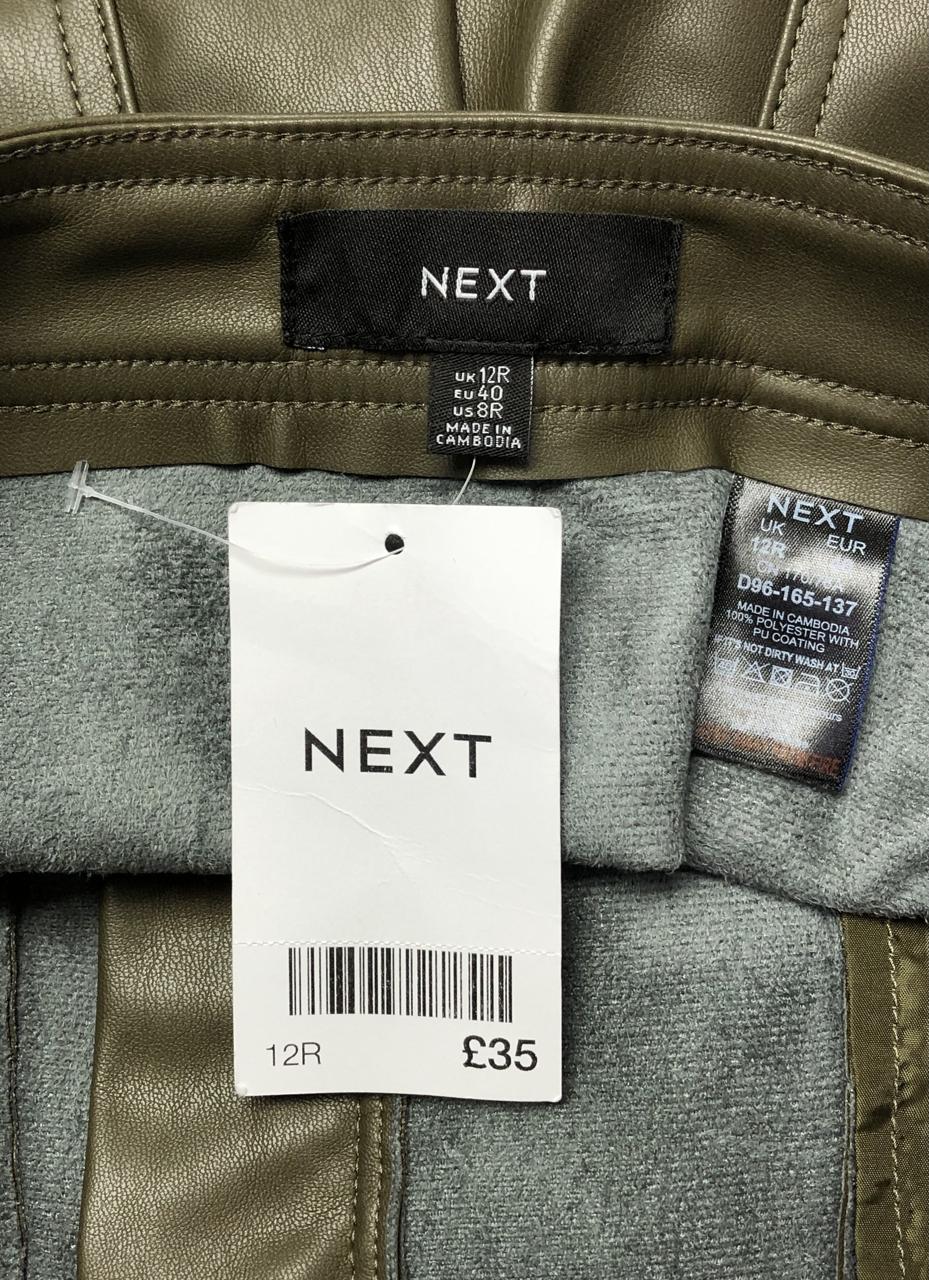 NEXT
UK 12R
EU 40
US 8R
MADE IN
CAMBODIA
NEXT
UK EUR
12R
D96-165-137
MADE IN CAMBODIA
100% POLYESTER WITH
PU COATING
IF IT'S NOT DIRTY WASH AT 30
NEXT
12R £35